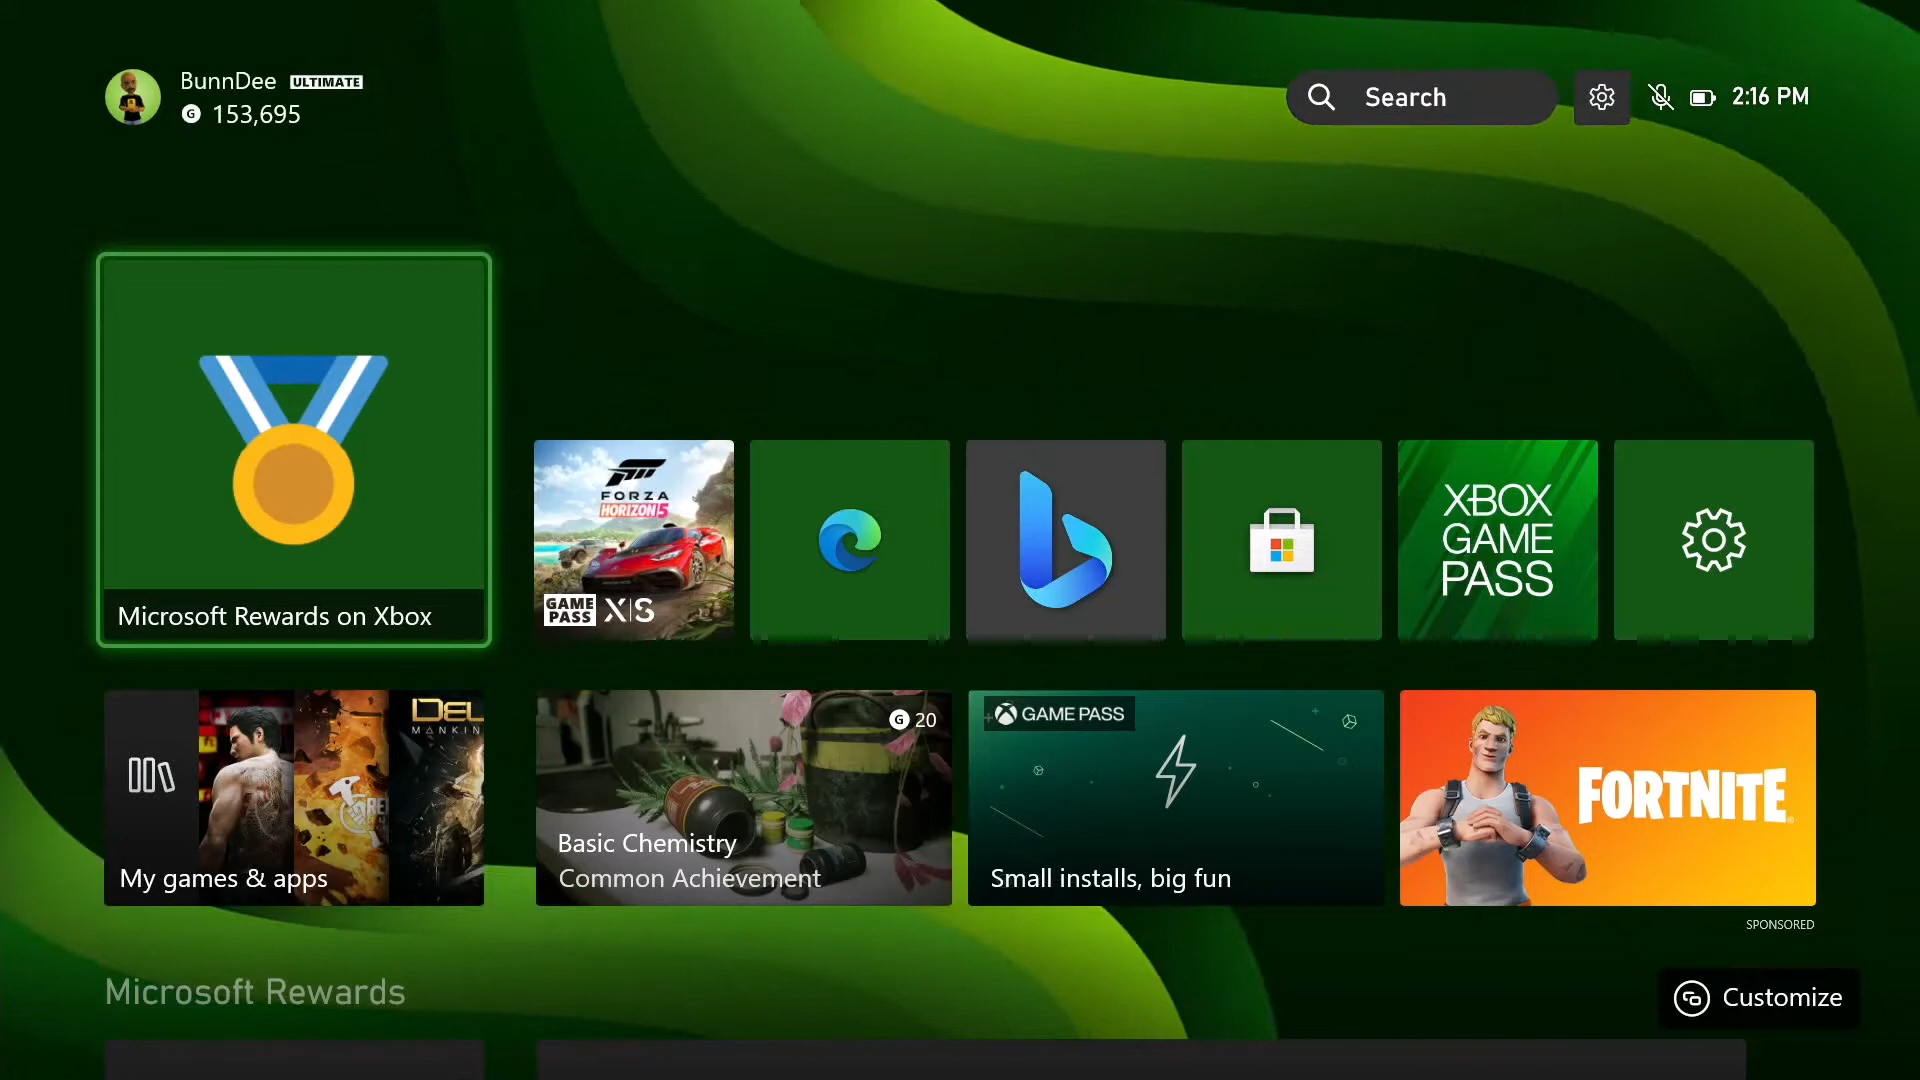 BunnDee ULTIMATE
G 153,695
Search
2:16 PM
Microsoft Rewards on Xbox
FORZA
HORIZON 5
GAME
PASS
X|S
XBOX
GAME
PASS
DEU
MANKIN
RE
My games & apps
G 20
Basic Chemistry
Common Achievement
GAME PASS
Small installs, big fun
FORTNITE
SPONSORED
Microsoft Rewards
Customize